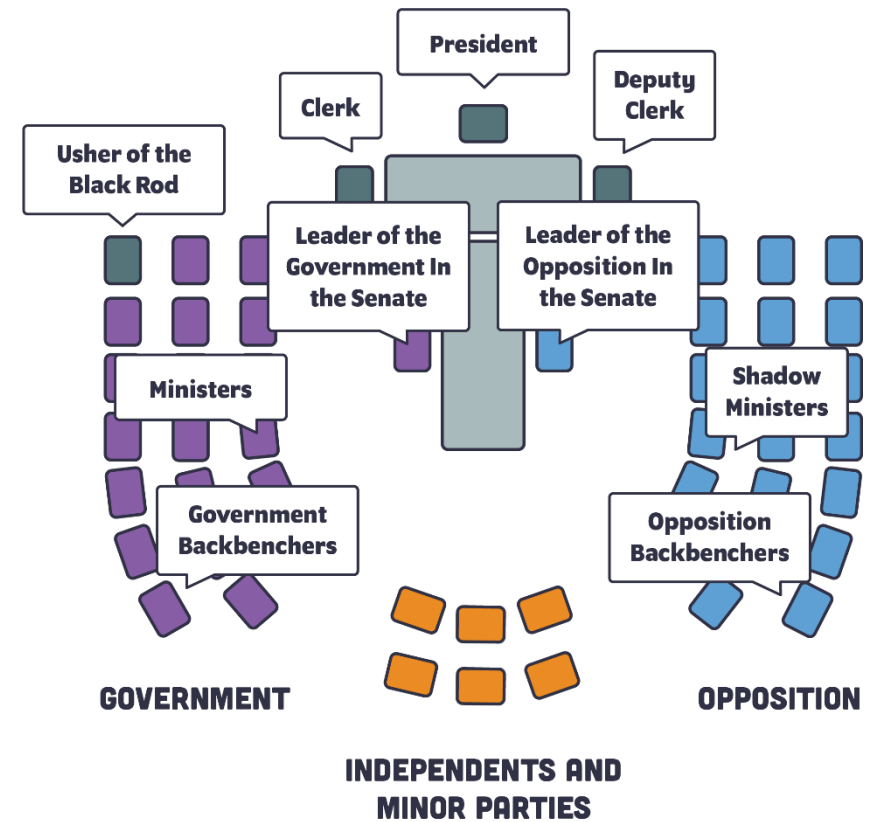 President
Clerk
Deputy
Clerk
Usher of the
Black Rod
Leader of the
Government In
the Senate
Leader of the
Opposition In
the Senate
Ministers
Shadow
Ministers
Government
Backbenchers
Opposition
Backbenchers
GOVERNMENT
OPPOSITION
INDEPENDENTS AND
MINOR PARTIES